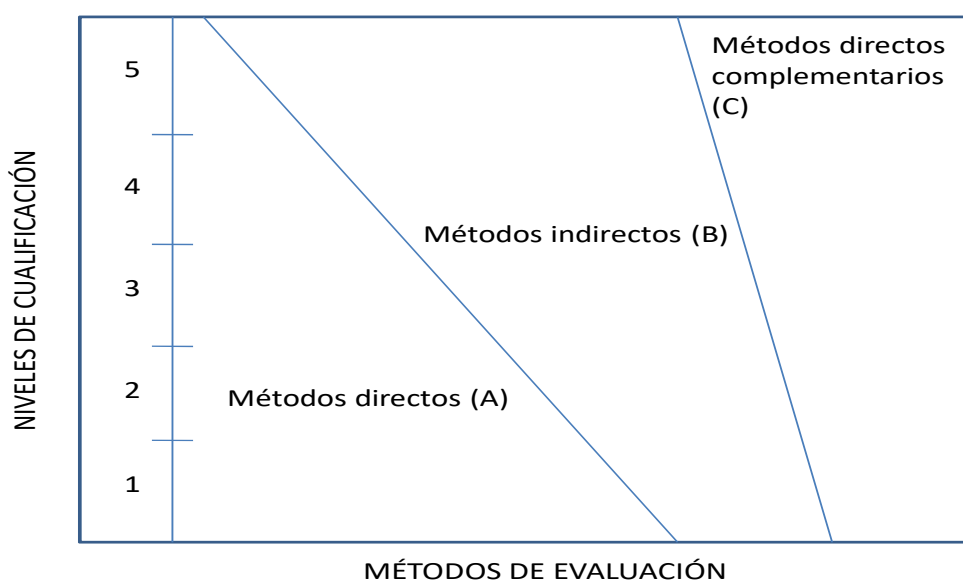 NIVELES DE CUALIFICACIÓN
5
4
3
2
1
Métodos directos
complementarios
(C)
Métodos indirectos (B)
Métodos directos (A)
MÉTODOS DE EVALUACIÓN